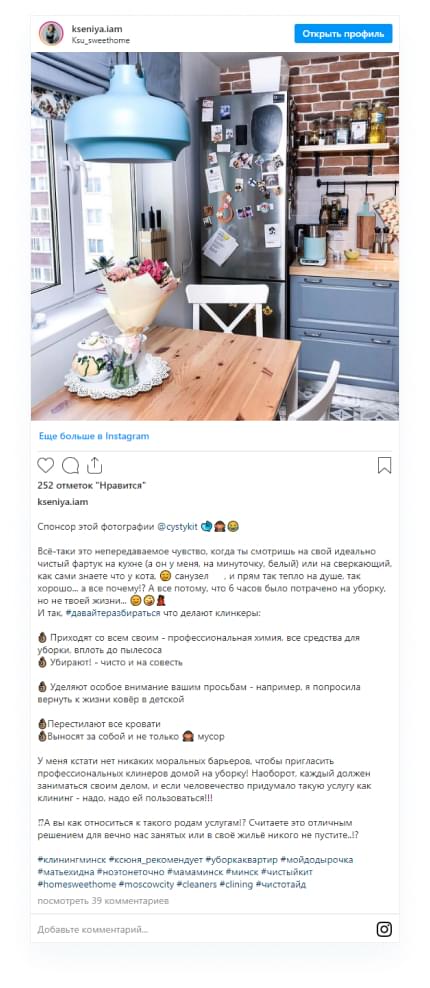 kseniya.iam
Ksu_sweethome
Открыть профиль
Еще больше в Instagram
252 отметок "Нравится"
kseniya.iam
Спонсор этой фотографии @cystykit
Всё-таки это непередаваемое чувство, когда ты смотришь на свой идеально
чистый фартук на кухне (а он у меня, на минуточку, белый) или на сверкающий,
как сами знаете что у кота, 😄 санузел , и прям так тепло на душе, так
хорошо... а все почему!? А все потому, что 6 часов было потрачено на уборку,
но не твоей жизни...
И так, #давайтеразбираться что делают клинкеры:
Приходят со всем своим - профессиональная химия, все средства для
уборки, вплоть до пылесоса
Убирают! - чисто и на совесть
Уделяют особое внимание вашим просьбам - например, я попросила
вернуть к жизни ковёр в детской
Перестилают все кровати
Выносят за собой и не только мусор
У меня кстати нет никаких моральных барьеров, чтобы пригласить
профессиональных клинеров домой на уборку! Наоборот, каждый должен
заниматься своим делом, и если человечество придумало такую услугу как
клининг - надо, надо ей пользоваться!!!
⁉А вы как относиться к такого родам услугам!? Считаете это отличным
решением для вечно нас занятых или в своё жильё никого не пустите..!?
#клинингминск #ксюня_рекомендует #уборкаквартир #мойдодырочка
#матьехидна #ноэтонеточно #мамаминск #минск #чистыйкит
#homesweethome #moscowcity #cleaners #clining #чистотайд
посмотреть 39 комментариев
Добавьте комментарий...